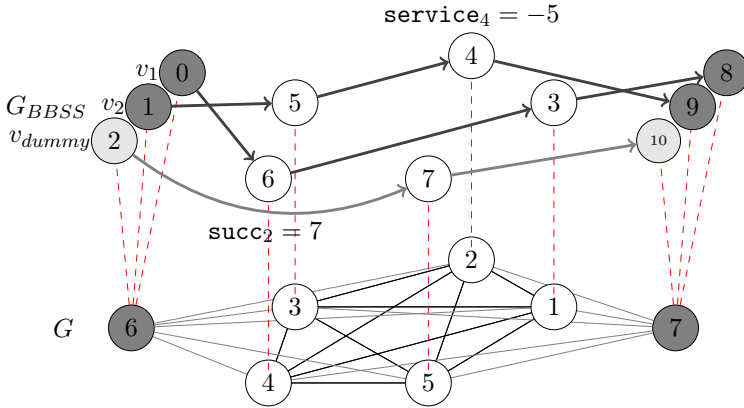 service₄ = −5
v₁ 0 4 8
G_BBSS v₂ 1 5 3 9
v_dummy 2 10
6 7
succ₂ = 7
2
3 1
G 6 7
4 5